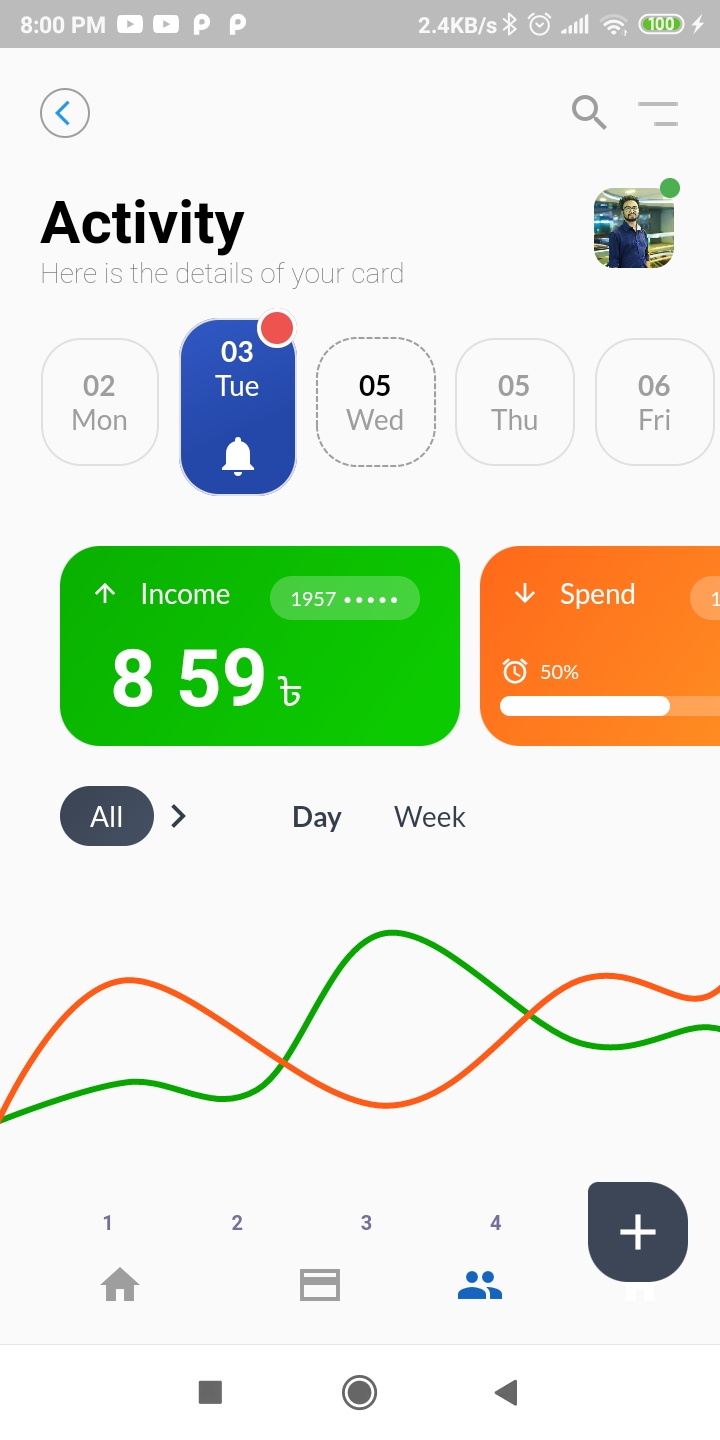 8:00 PM 2.4KB/s 100
Activity
Here is the details of your card
02 03 05 05 06
Mon Tue Wed Thu Fri
Income 1957 •••••
8 59 ৳
Spend 1
50%
All Day Week
1 2 3 4